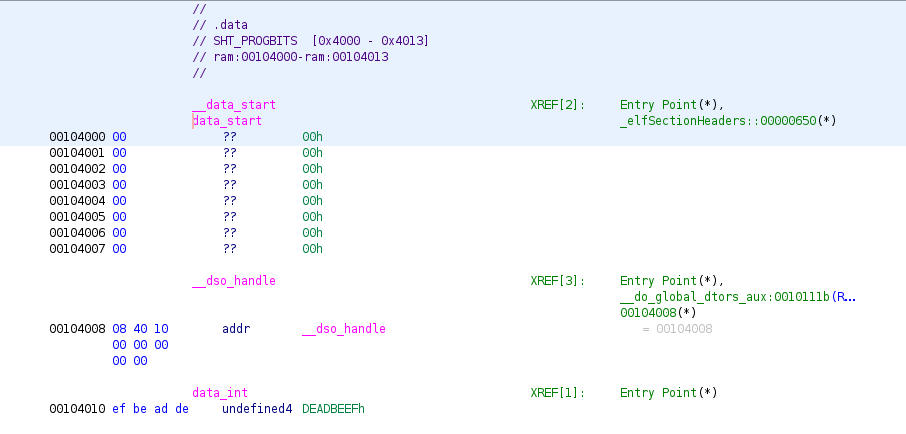 //
// .data
// SHT_PROGBITS  [0x4000 - 0x4013]
// ram:00104000-ram:00104013
//
__data_start XREF[2]: Entry Point(*),
data_start _elfSectionHeaders::00000650(*)
00104000 00 ?? 00h
00104001 00 ?? 00h
00104002 00 ?? 00h
00104003 00 ?? 00h
00104004 00 ?? 00h
00104005 00 ?? 00h
00104006 00 ?? 00h
00104007 00 ?? 00h
__dso_handle XREF[3]: Entry Point(*),
__do_global_dtors_aux:0010111b(R...
00104008(*)
00104008 08 40 10 addr __dso_handle = 00104008
00 00 00
00 00
data_int XREF[1]: Entry Point(*)
00104010 ef be ad de undefined4 DEADBEEFh